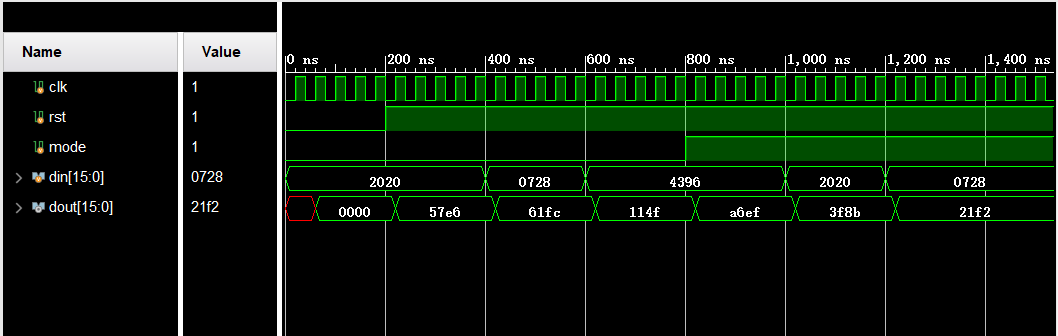 Name Value
0 ns 200 ns 400 ns 600 ns 800 ns 1,000 ns 1,200 ns 1,400 ns
clk 1
rst 1
mode 1
din[15:0] 0728 2020 0728 4396 2020 0728
dout[15:0] 21f2 0000 57e6 61fc 114f a6ef 3f8b 21f2